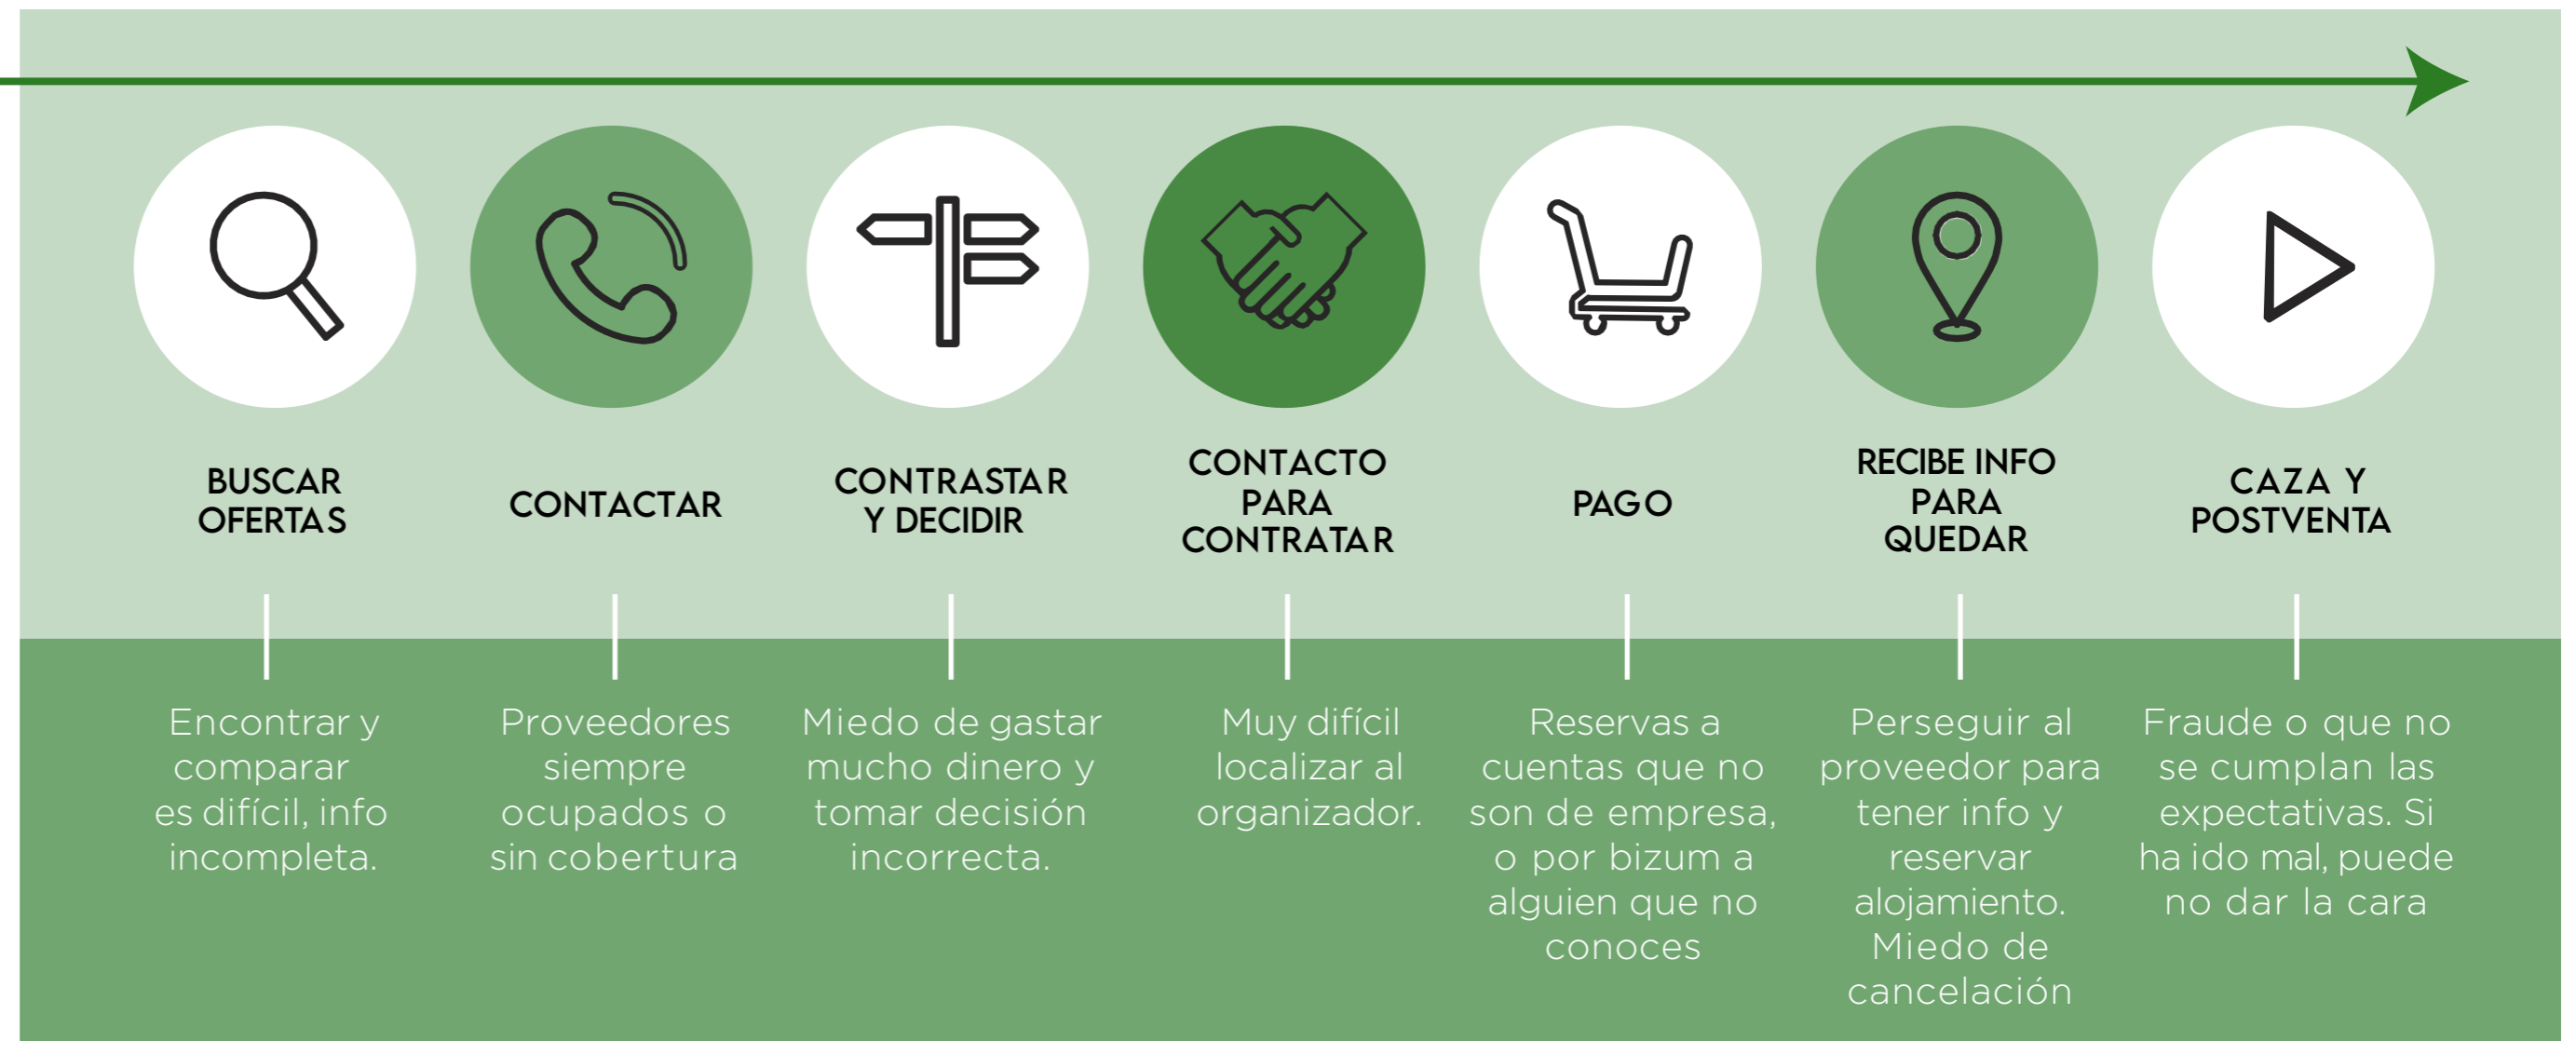 BUSCAR
OFERTAS
CONTACTAR
CONTRASTAR
Y DECIDIR
CONTACTO
PARA
CONTRATAR
PAGO
RECIBE INFO
PARA
QUEDAR
CAZA Y
POSTVENTA
Encontrar y
comparar
es difícil, info
incompleta.
Proveedores
siempre
ocupados o
sin cobertura
Miedo de gastar
mucho dinero y
tomar decisión
incorrecta.
Muy difícil
localizar al
organizador.
Reservas a
cuentas que no
son de empresa,
o por bizum a
alguien que no
conoces
Perseguir al
proveedor para
tener info y
reservar
alojamiento.
Miedo de
cancelación
Fraude o que no
se cumplan las
expectativas. Si
ha ido mal, puede
no dar la cara